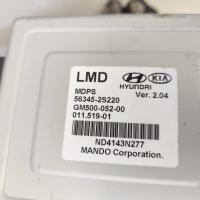 LMD HYUNDAI KIA
MDPS Ver. 2.04
56345-2S220
GM500-052-00
011.519-01
ND4143N277
MANDO Corporation.